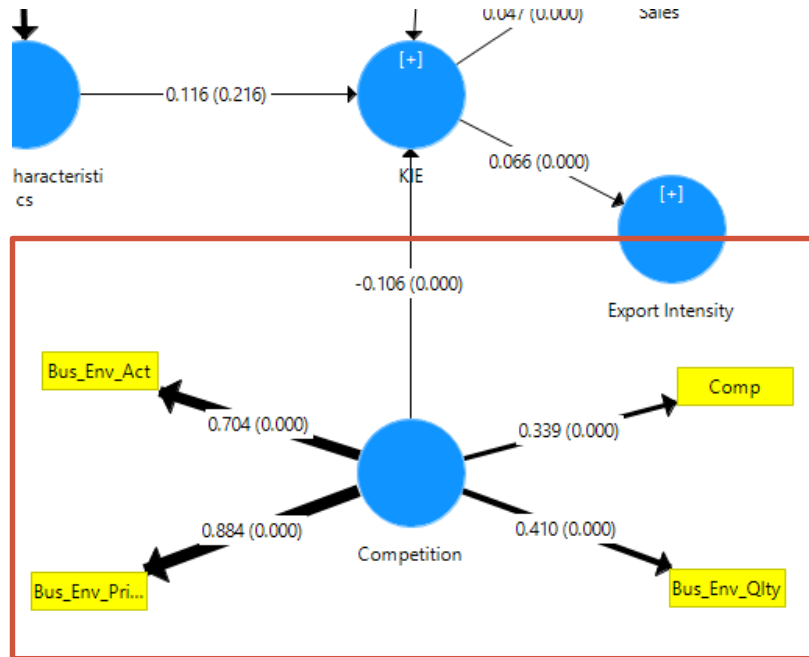 0.047 (0.000)
Sales
[+]
0.116 (0.216)
0.066 (0.000)
haracteristi
cs
KIE
[+]
-0.106 (0.000)
Export Intensity
Bus_Env_Act
Comp
0.704 (0.000)
0.339 (0.000)
0.884 (0.000)
0.410 (0.000)
Competition
Bus_Env_Pri...
Bus_Env_Qlty